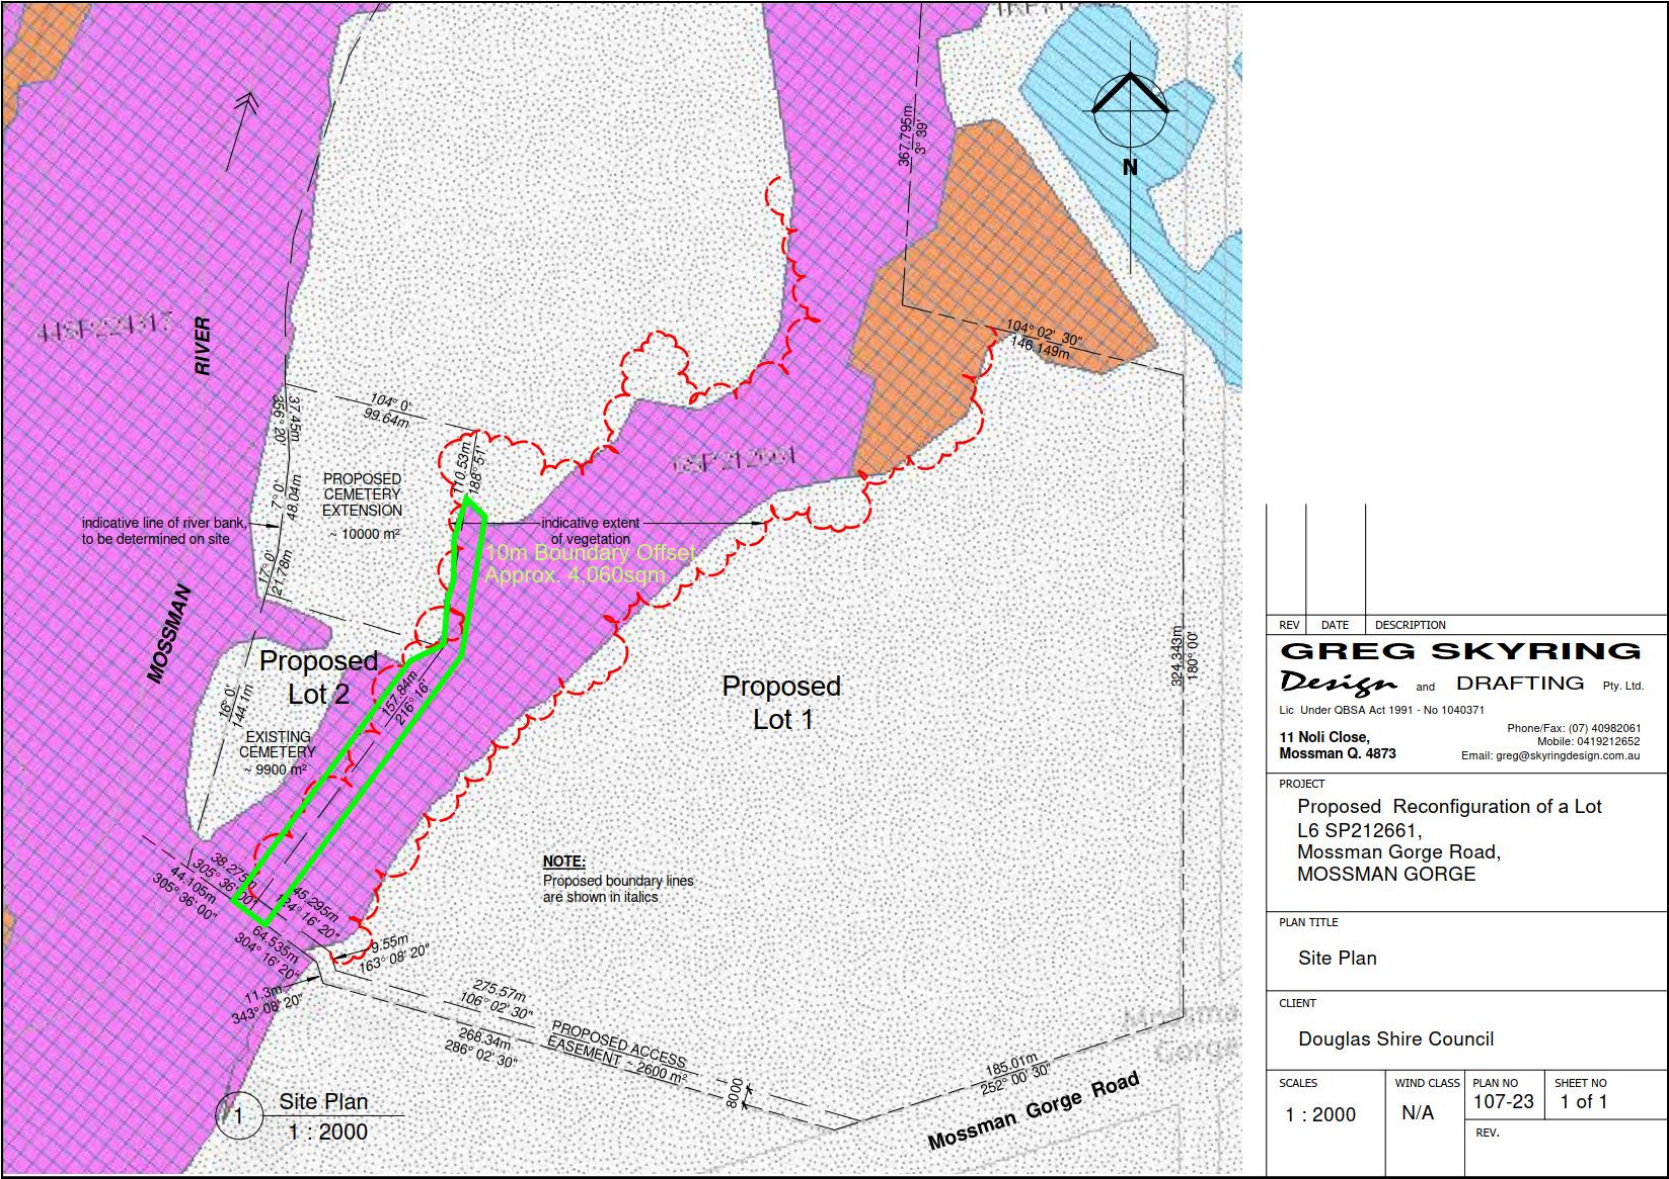 N
367.795m
3° 39'
RIVER
104° 02' 30"
146.149m
37.45m
356° 20'
104° 0'
99.64m
110.53m
188° 51'
PROPOSED
CEMETERY
EXTENSION
~ 10000 m²
7° 0'
48.04m
indicative line of river bank,
to be determined on site
indicative extent
of vegetation
10m Boundary Offset
Approx. 4,060sqm
17° 0'
21.78m
MOSSMAN
Proposed
Lot 2
16° 0'
144.1m
EXISTING
CEMETERY
~ 9900 m²
157.84m
216° 16'
Proposed
Lot 1
324.343m
180° 00'
NOTE:
Proposed boundary lines
are shown in italics
38.275m
305° 36' 00"
44.105m
305° 36' 00"
45.295m
124° 16' 20"
64.535m
304° 16' 20"
9.55m
163° 08' 20"
11.3m
343° 08' 20"
275.57m
106° 02' 30"
268.34m
286° 02' 30"
PROPOSED ACCESS
EASEMENT ~ 2600 m²
8000
185.01m
252° 00' 30"
Mossman Gorge Road
1
Site Plan
1 : 2000
REV DATE DESCRIPTION
GREG SKYRING
Design and DRAFTING Pty. Ltd.
Lic Under QBSA Act 1991 - No 1040371
11 Noli Close,
Mossman Q. 4873
Phone/Fax: (07) 40982061
Mobile: 0419212652
Email: greg@skyringdesign.com.au
PROJECT
Proposed Reconfiguration of a Lot
L6 SP212661,
Mossman Gorge Road,
MOSSMAN GORGE
PLAN TITLE
Site Plan
CLIENT
Douglas Shire Council
SCALES
1 : 2000
WIND CLASS
N/A
PLAN NO
107-23
SHEET NO
1 of 1
REV.